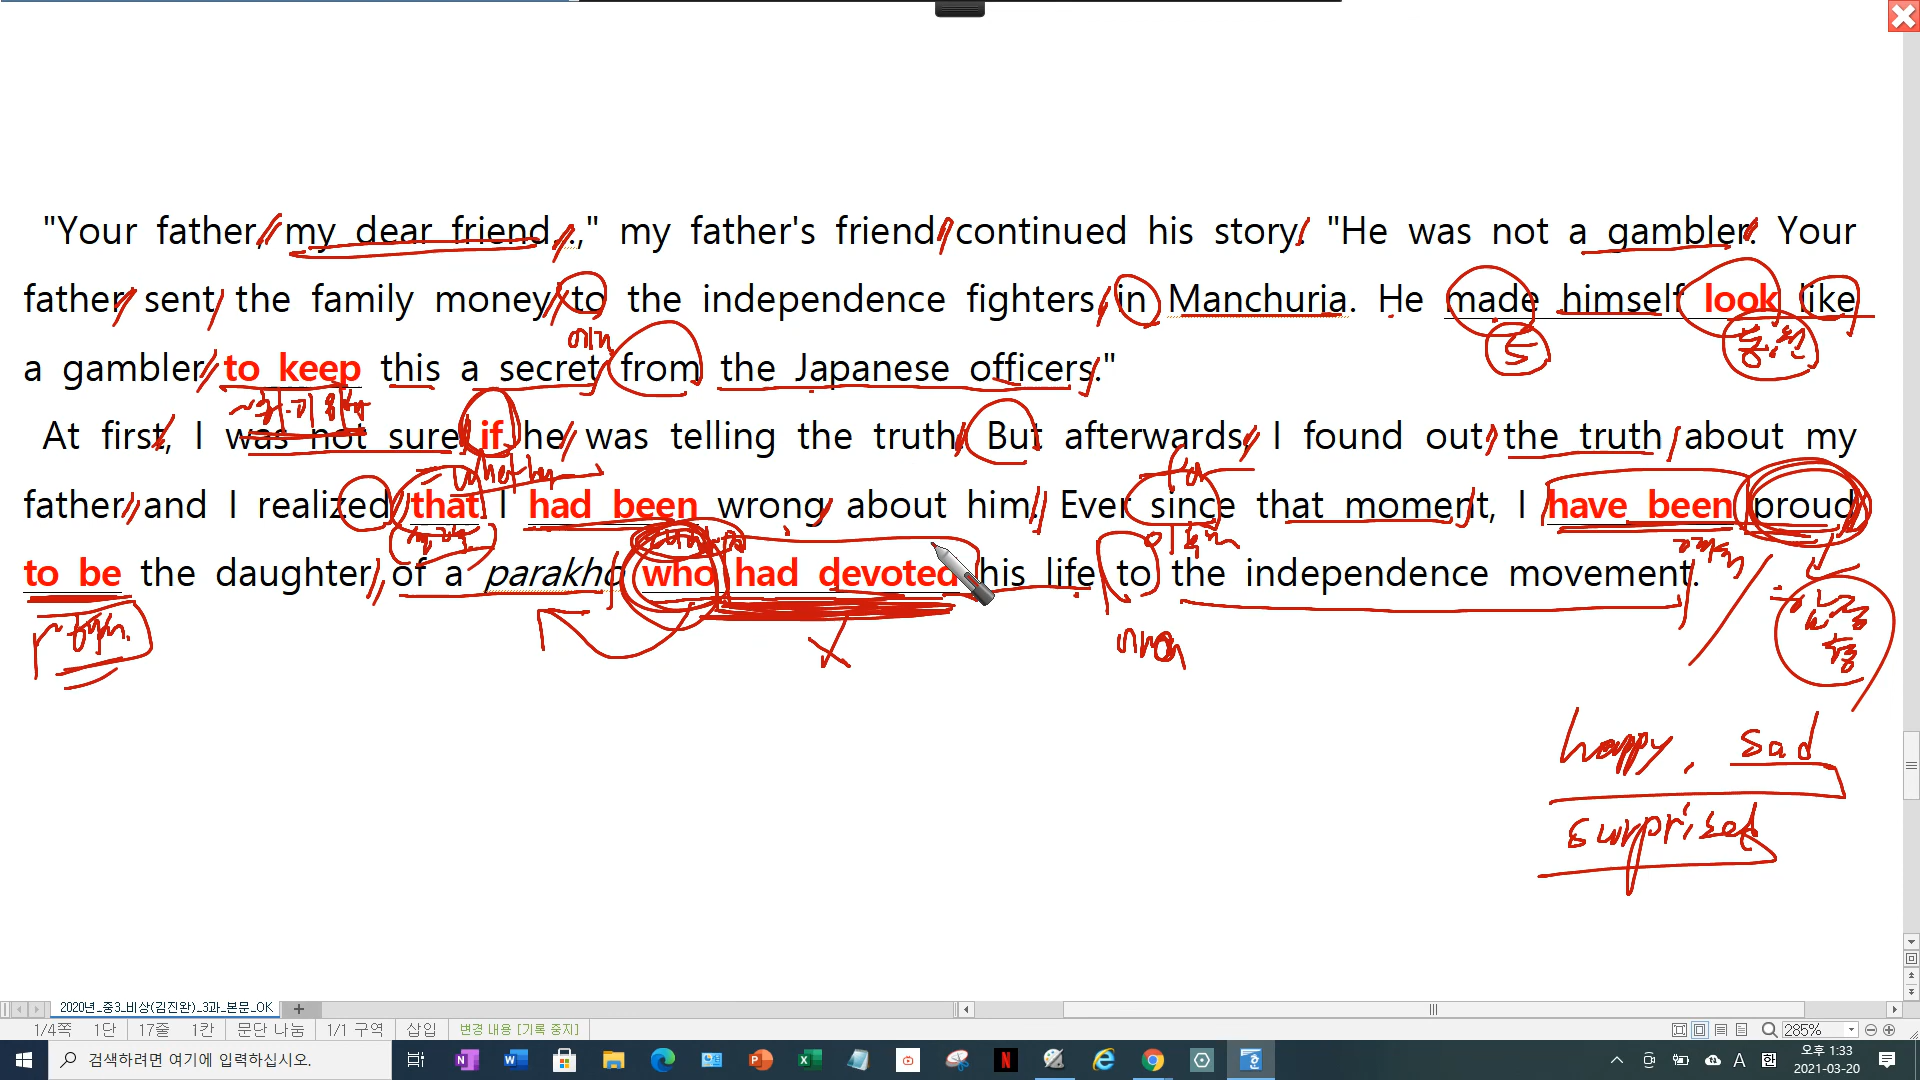 "Your father, my dear friend...," my father's friend continued his story. "He was not a gambler. Your
father sent the family money to the independence fighters in Manchuria. He made himself look like
a gambler to keep this a secret from the Japanese officers."
At first, I was not sure if he was telling the truth. But afterwards, I found out the truth about my
father and I realized that I had been wrong about him. Ever since that moment, I have been proud
to be the daughter of a parakho who had devoted his life to the independence movement.
happy, sad
surprised
2020년_중3_비상(김진완)_3과_본문_OK
1/4쪽 1단 17줄 1칸 문단 나눔 1/1 구역 삽입 변경 내용 [기록 중지] 285%
검색하려면 여기에 입력하십시오.
A 한 오후 1:33
2021-03-20